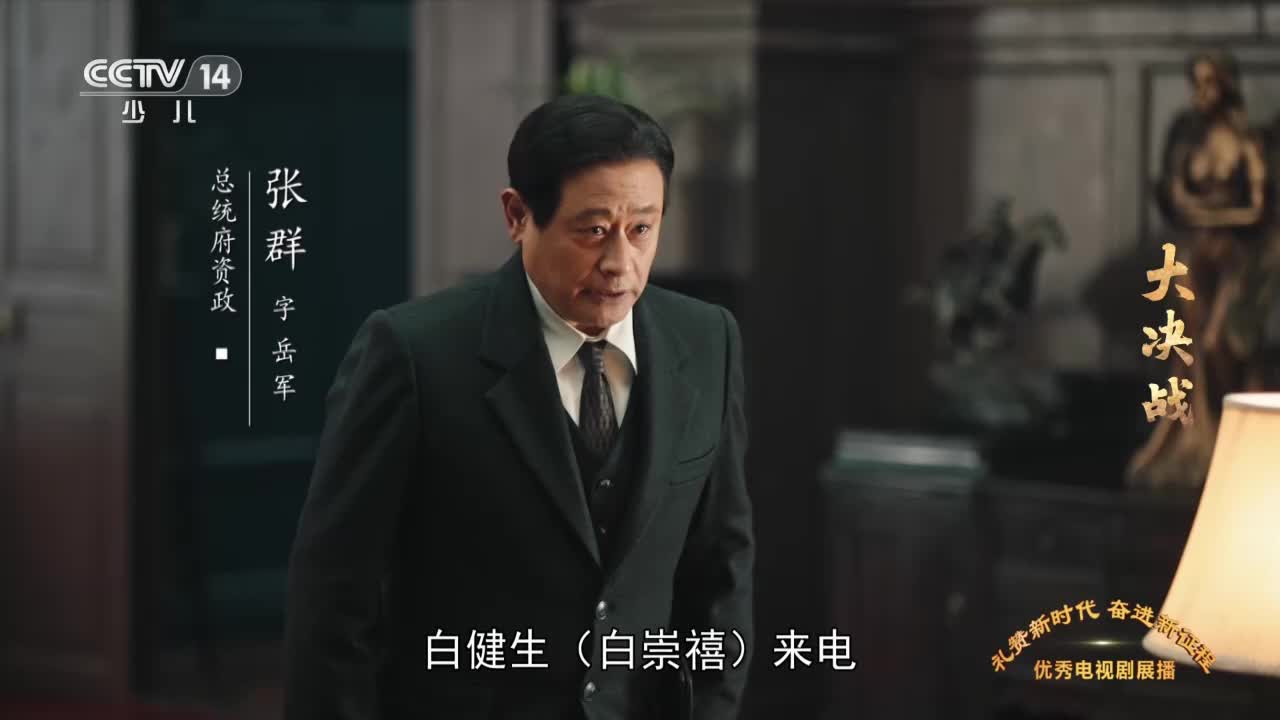 CCTV 14
少儿
张群 字岳军
总统府资政
大决战
白健生（白崇禧）来电
礼赞新时代 奋进新征程
优秀电视剧展播